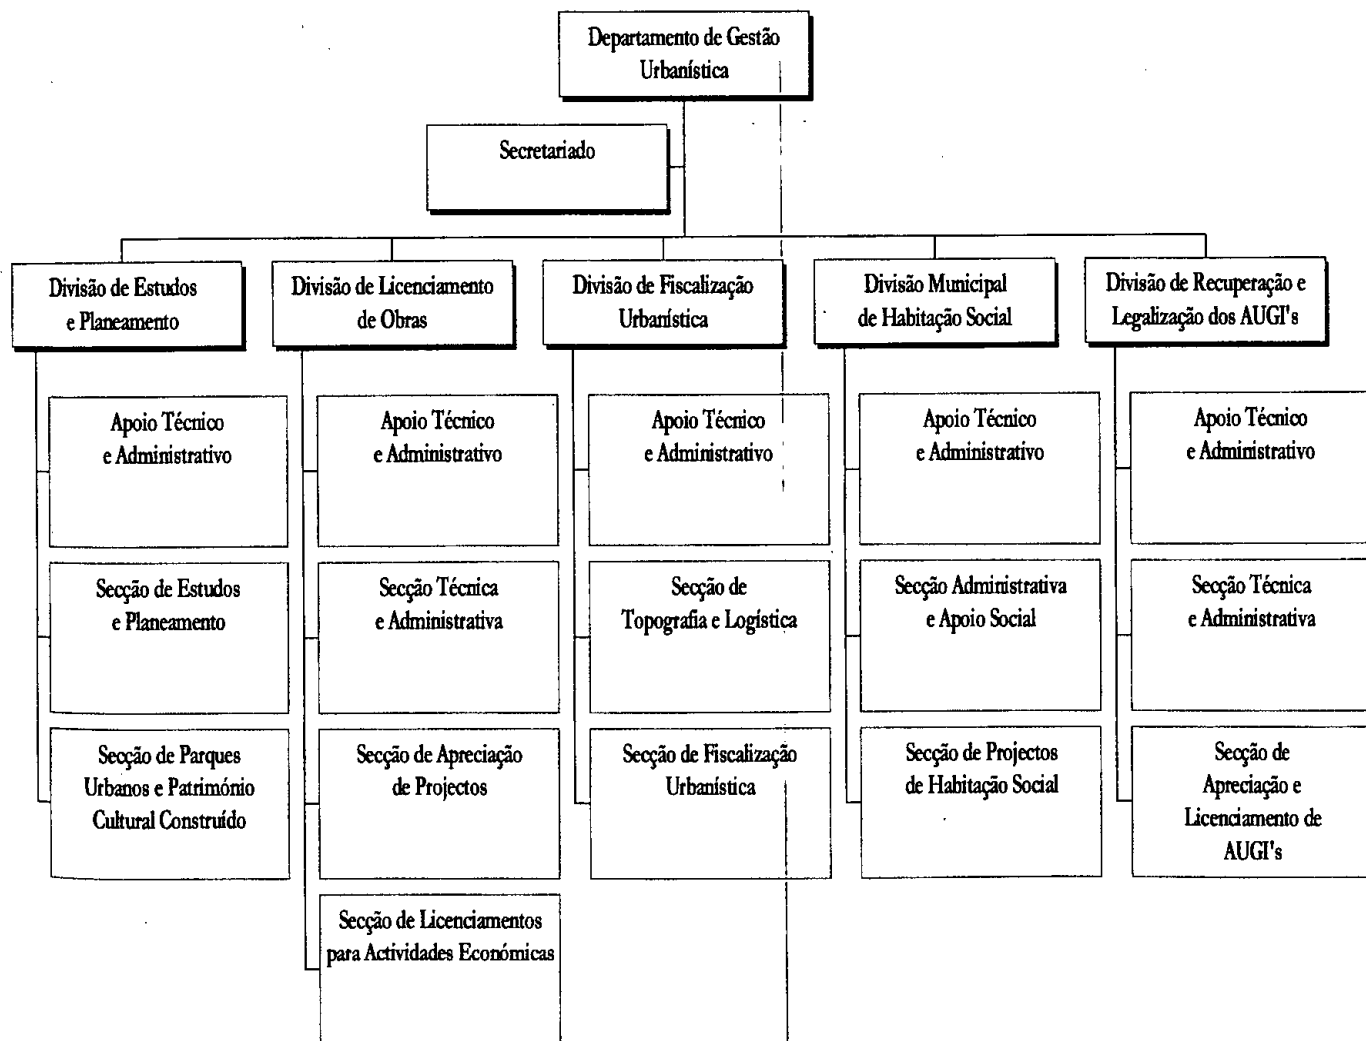 Departamento de Gestão
Urbanística
Secretariado
Divisão de Estudos
e Planeamento
Divisão de Licenciamento
de Obras
Divisão de Fiscalização
Urbanística
Divisão Municipal
de Habitação Social
Divisão de Recuperação e
Legalização dos AUGI's
Apoio Técnico
e Administrativo
Apoio Técnico
e Administrativo
Apoio Técnico
e Administrativo
Apoio Técnico
e Administrativo
Apoio Técnico
e Administrativo
Secção de Estudos
e Planeamento
Secção Técnica
e Administrativa
Secção de
Topografia e Logística
Secção Administrativa
e Apoio Social
Secção Técnica
e Administrativa
Secção de Parques
Urbanos e Património
Cultural Construído
Secção de Apreciação
de Projectos
Secção de Fiscalização
Urbanística
Secção de Projectos
de Habitação Social
Secção de
Apreciação e
Licenciamento de
AUGI's
Secção de Licenciamentos
para Actividades Económicas